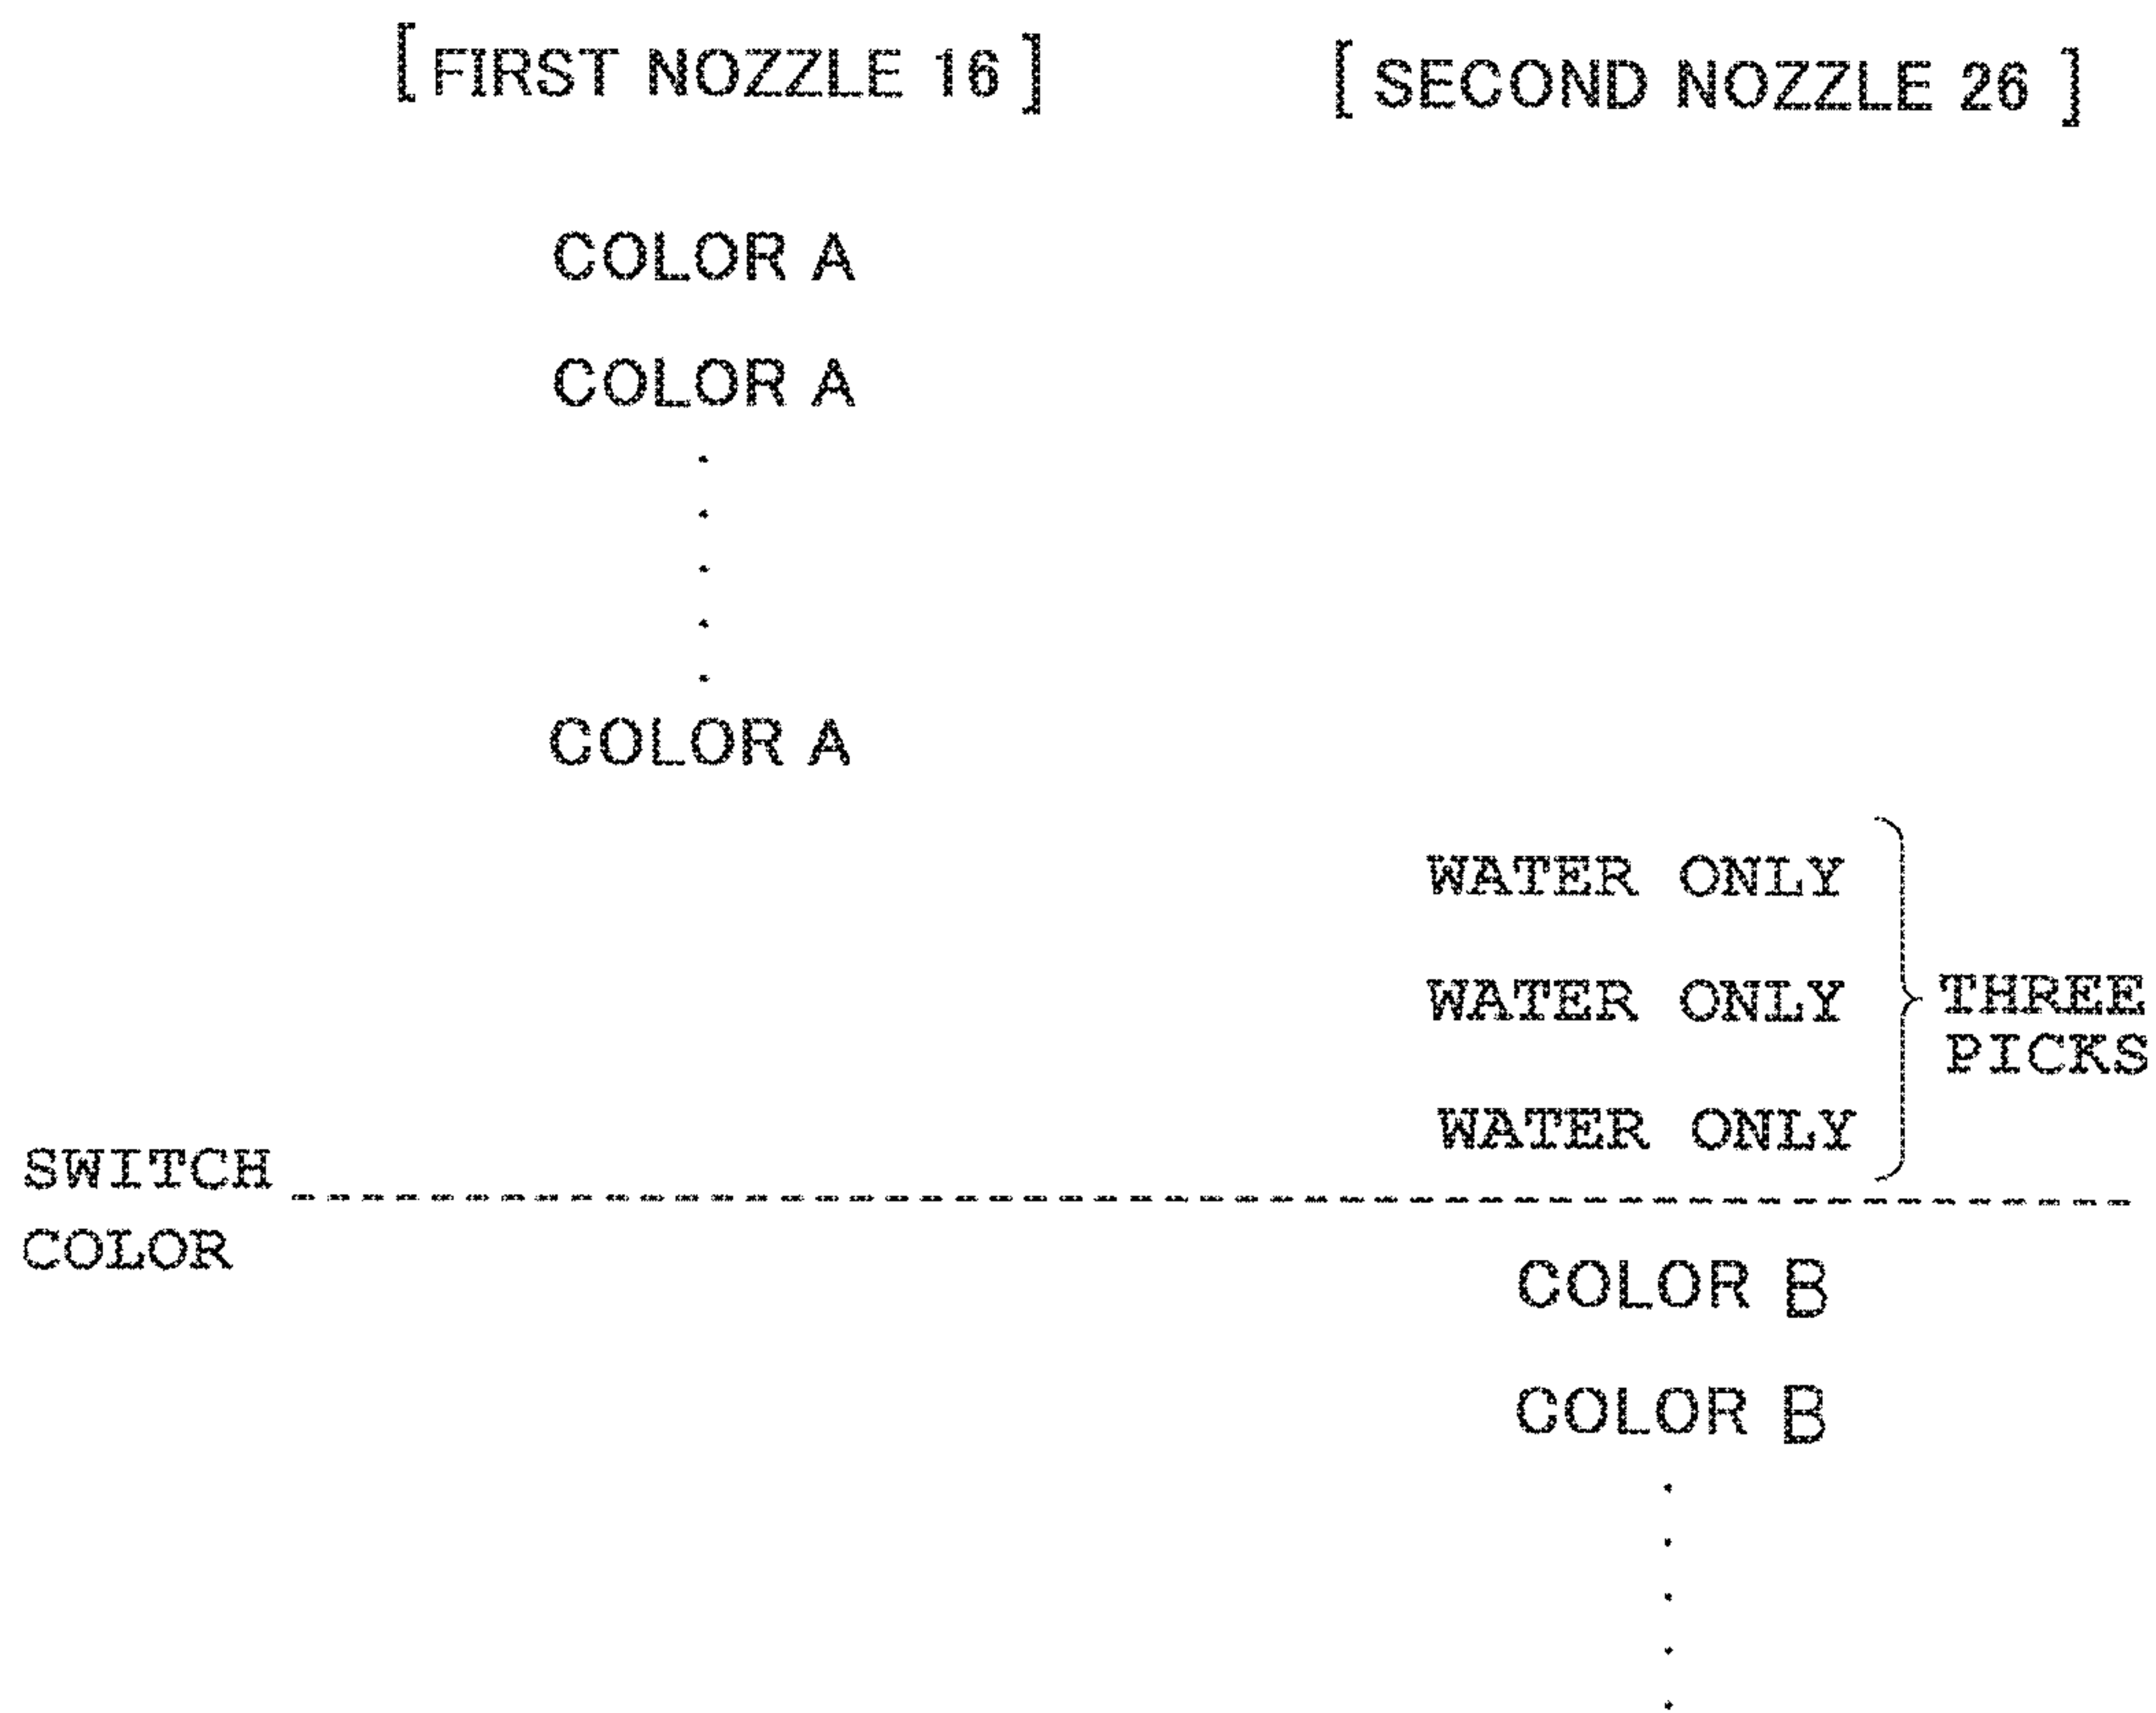 [ FIRST NOZZLE 16 ] [ SECOND NOZZLE 26 ]
COLOR A
COLOR A
COLOR A
WATER ONLY
WATER ONLY
THREE
PICKS
WATER ONLY
SWITCH
COLOR
COLOR B
COLOR B